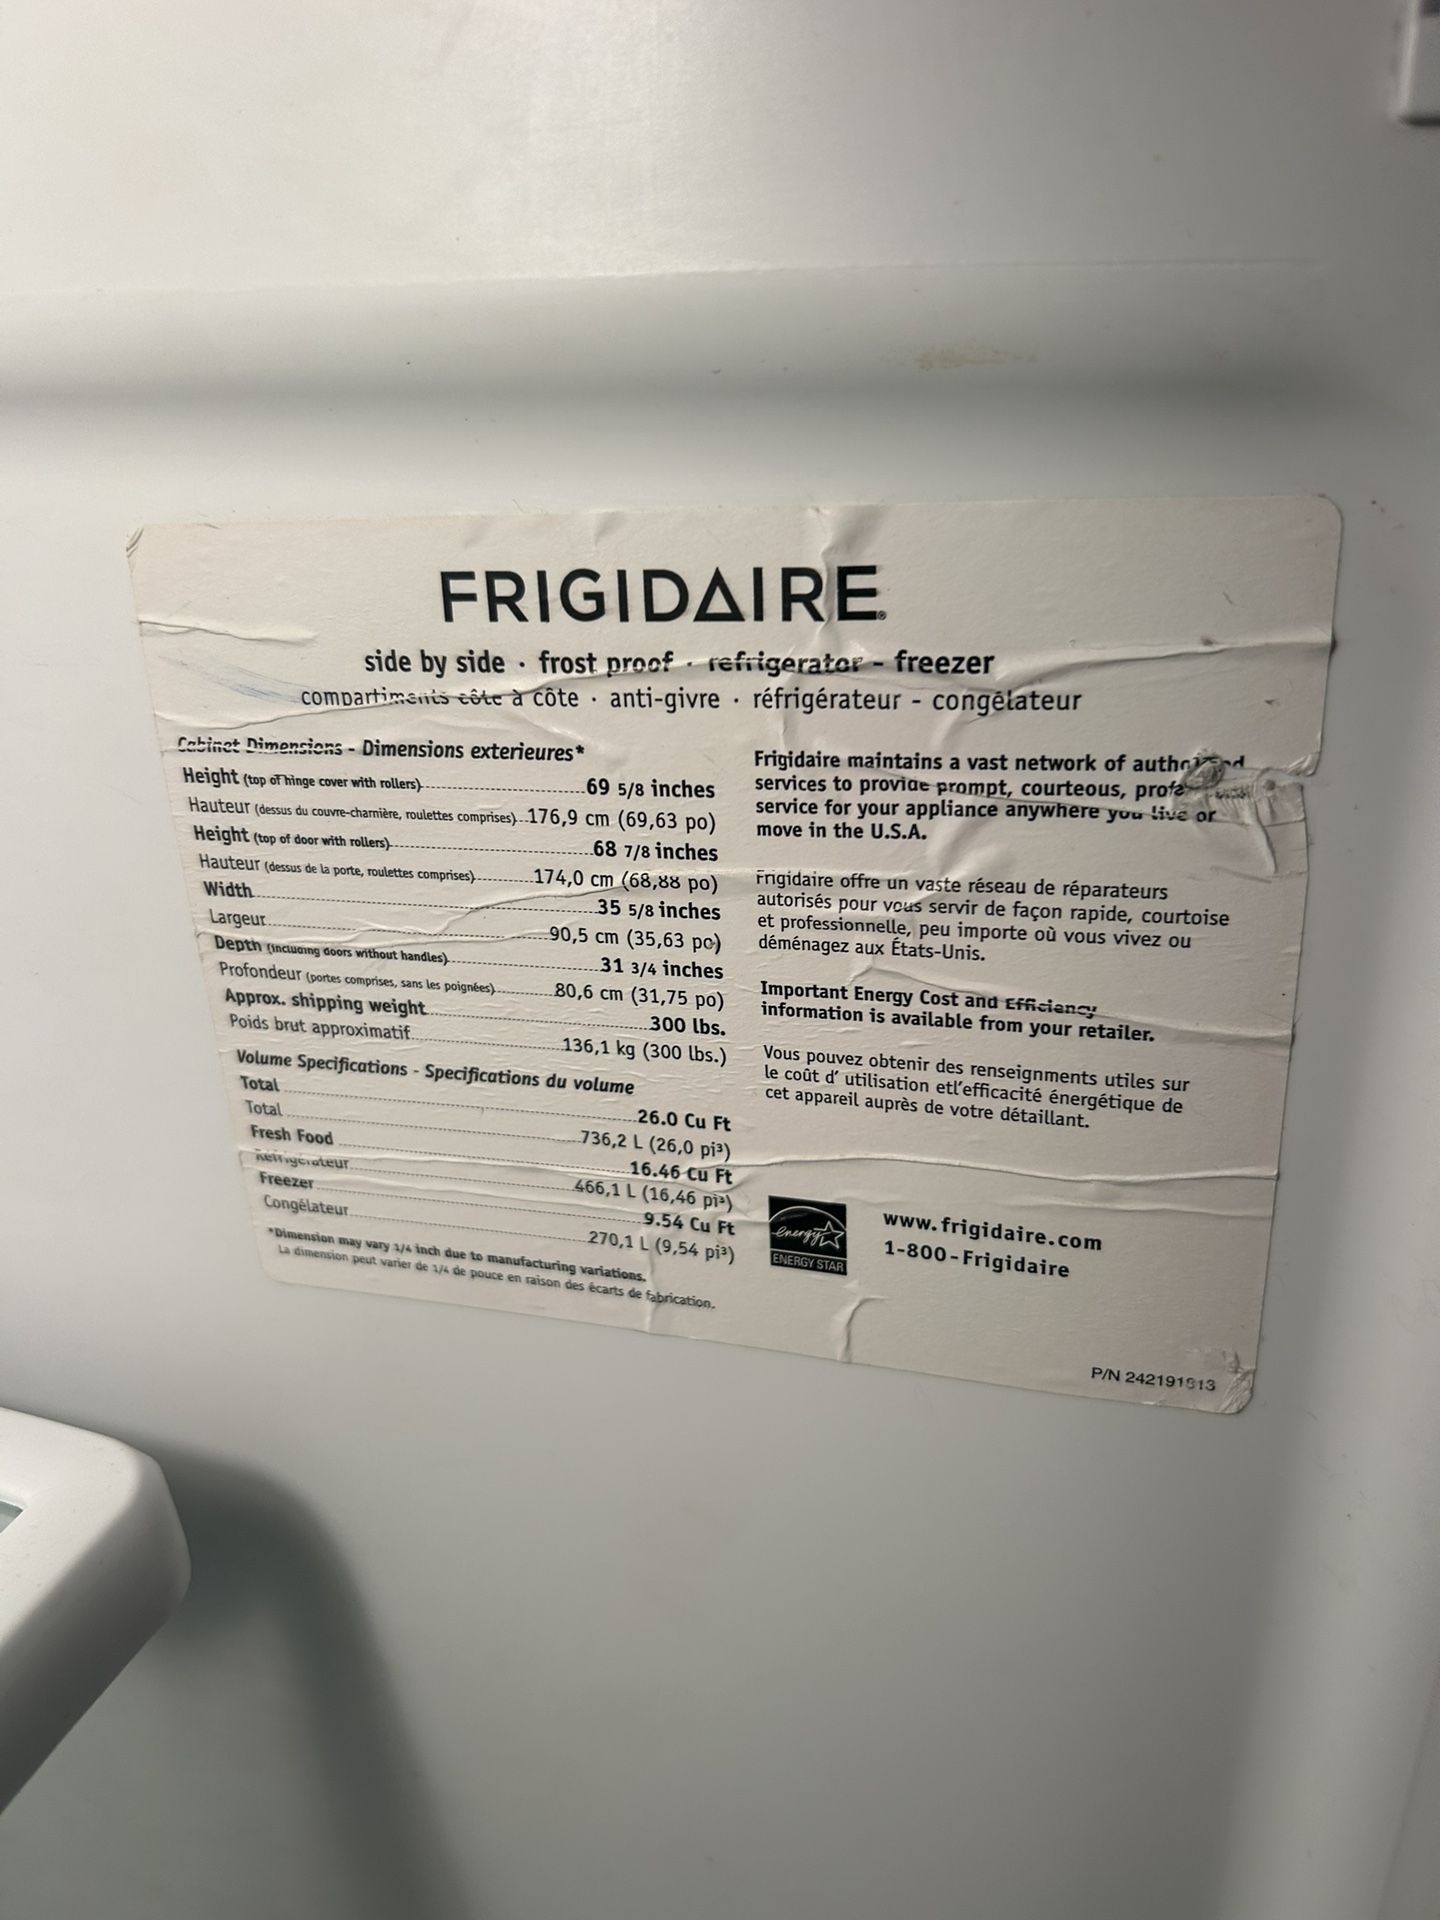 FRIGIDAIRE®
side by side · frost proof · refrigerator - freezer
compartiments côte à côte · anti-givre · réfrigérateur - congélateur
Cabinet Dimensions - Dimensions exterieures*
Height (top of hinge cover with rollers) 69 5/8 inches
Hauteur (dessus du couvre-charnière, roulettes comprises) 176,9 cm (69,63 po)
Height (top of door with rollers) 68 7/8 inches
Hauteur (dessus de la porte, roulettes comprises) 174,0 cm (68,88 po)
Width 35 5/8 inches
Largeur 90,5 cm (35,63 po)
Depth (including doors without handles) 31 3/4 inches
Profondeur (portes comprises, sans les poignées) 80,6 cm (31,75 po)
Approx. shipping weight 300 lbs.
Poids brut approximatif 136,1 kg (300 lbs.)
Volume Specifications - Specifications du volume
Total 26.0 Cu Ft
Total 736,2 L (26,0 pi³)
Fresh Food 16.46 Cu Ft
Réfrigérateur 466,1 L (16,46 pi³)
Freezer 9.54 Cu Ft
Congélateur 270,1 L (9,54 pi³)
*Dimension may vary 1/4 inch due to manufacturing variations.
La dimension peut varier de 1/4 de pouce en raison des écarts de fabrication.
Frigidaire maintains a vast network of authorized
services to provide prompt, courteous,
service for your appliance anywhere you live or
move in the U.S.A.
Frigidaire offre un vaste réseau de réparateurs
autorisés pour vous servir de façon rapide, courtoise
et professionnelle, peu importe où vous vivez ou
déménagez aux États-Unis.
Important Energy Cost and Efficiency
information is available from your retailer.
Vous pouvez obtenir des renseignments utiles sur
le coût d' utilisation etl'efficacité énergétique de
cet appareil auprès de votre détaillant.
energy
ENERGY STAR
www.frigidaire.com
1-800-Frigidaire
P/N